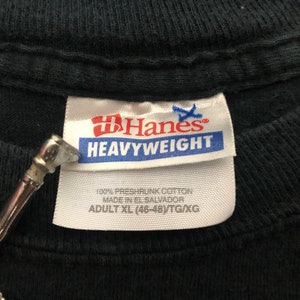 Hanes
HEAVYWEIGHT
100% PRESHRUNK COTTON
MADE IN EL SALVADOR
ADULT XL (46-48)/TG/XG